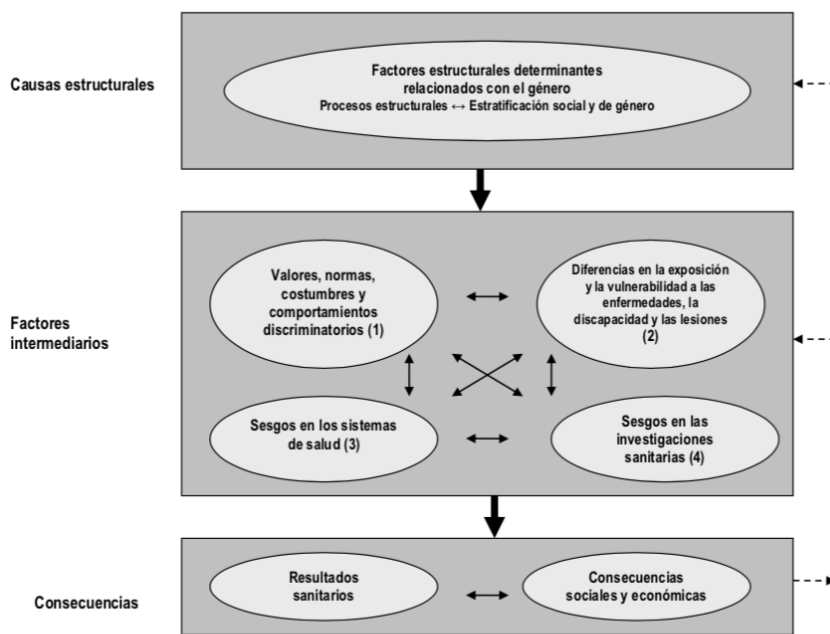 Causas estructurales
Factores estructurales determinantes
relacionados con el género
Procesos estructurales ↔ Estratificación social y de género
Factores
intermediarios
Valores, normas,
costumbres y
comportamientos
discriminatorios (1)
Diferencias en la exposición
y la vulnerabilidad a las
enfermedades, la
discapacidad y las lesiones
(2)
Sesgos en los sistemas
de salud (3)
Sesgos en las
investigaciones
sanitarias (4)
Consecuencias
Resultados
sanitarios
Consecuencias
sociales y económicas